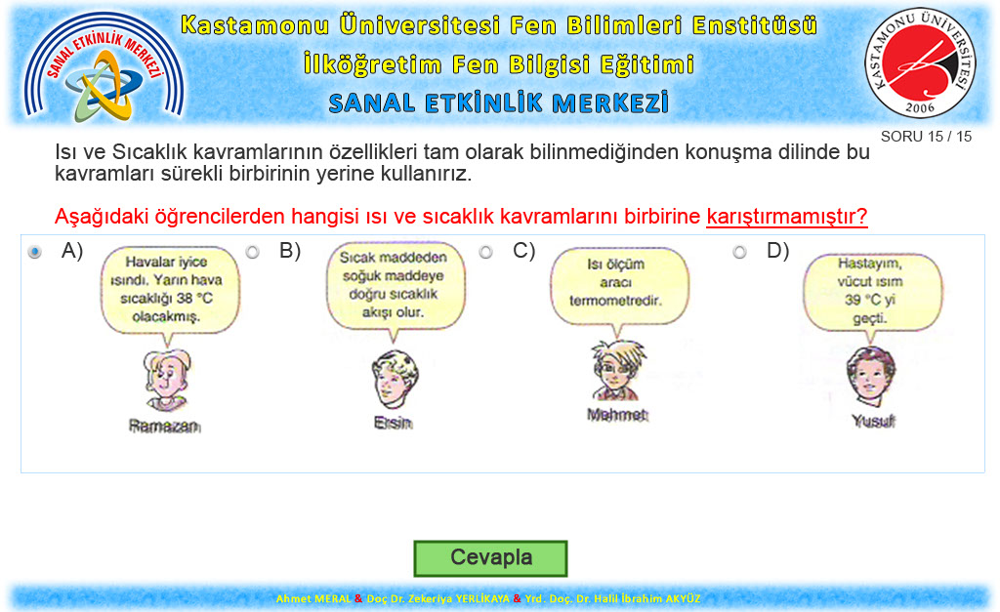 Kastamonu Üniversitesi Fen Bilimleri Enstitüsü
İlköğretim Fen Bilgisi Eğitimi
SANAL ETKİNLİK MERKEZİ
SANAL ETKİNLİK MERKEZİ
KASTAMONU ÜNİVERSİTESİ
2006
SORU 15 / 15
Isı ve Sıcaklık kavramlarının özellikleri tam olarak bilinmediğinden konuşma dilinde bu
kavramları sürekli birbirinin yerine kullanırız.
Aşağıdaki öğrencilerden hangisi ısı ve sıcaklık kavramlarını birbirine karıştırmamıştır?
A)
Havalar iyice
ısındı. Yarın hava
sıcaklığı 38 °C
olacakmış.
Ramazan
B)
Sıcak maddeden
soğuk maddeye
doğru sıcaklık
akışı olur.
Ersin
C)
Isı ölçüm
aracı
termometredir.
Mehmet
D)
Hastayım,
vücut ısım
39 °C yi
geçti.
Yusuf
Cevapla
Ahmet MERAL & Doç Dr. Zekeriya YERLİKAYA & Yrd. Doç. Dr. Halil İbrahim AKYÜZ